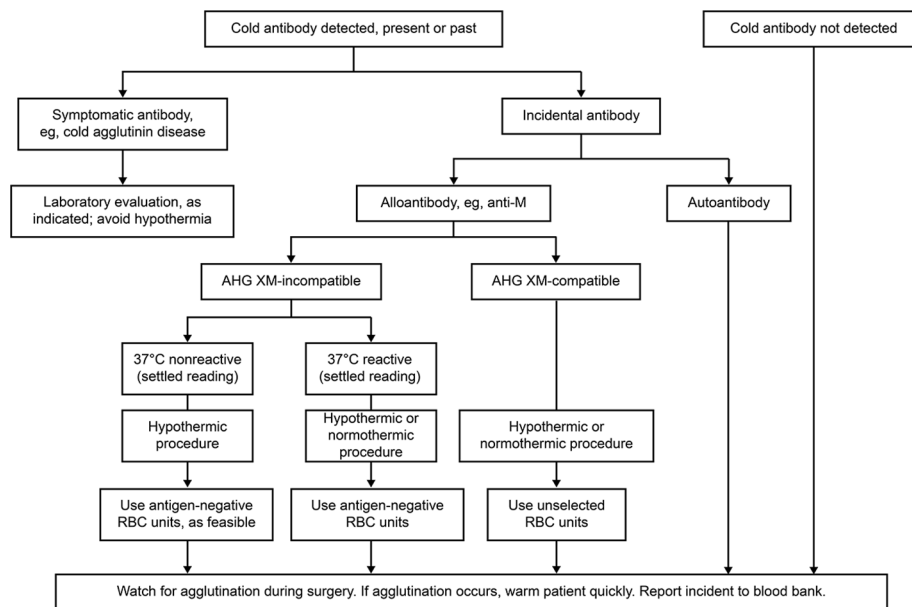 Cold antibody detected, present or past
Cold antibody not detected
Symptomatic antibody,
eg, cold agglutinin disease
Incidental antibody
Laboratory evaluation, as
indicated; avoid hypothermia
Alloantibody, eg, anti-M
Autoantibody
AHG XM-incompatible
AHG XM-compatible
37°C nonreactive
(settled reading)
37°C reactive
(settled reading)
Hypothermic
procedure
Hypothermic or
normothermic
procedure
Hypothermic or
normothermic procedure
Use antigen-negative
RBC units, as feasible
Use antigen-negative
RBC units
Use unselected
RBC units
Watch for agglutination during surgery. If agglutination occurs, warm patient quickly. Report incident to blood bank.